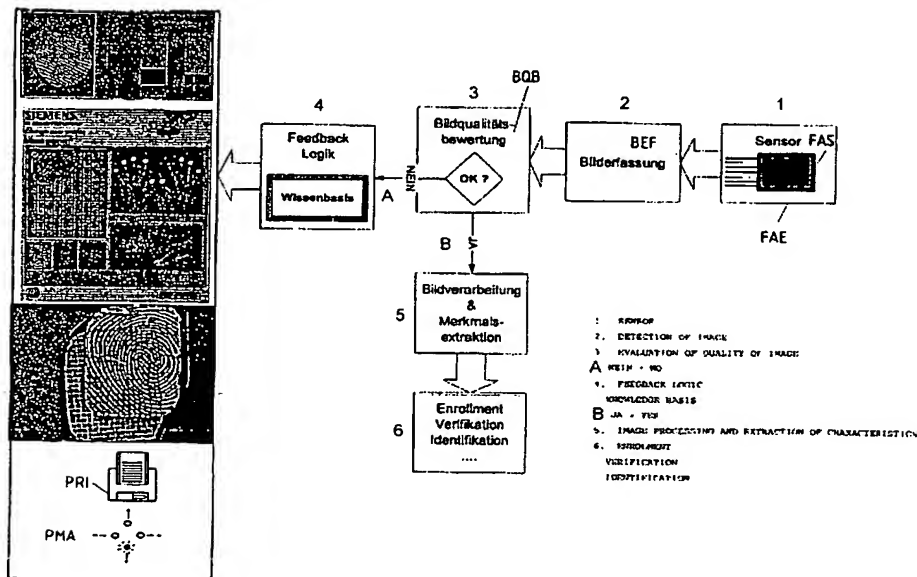 SIEMENS
PRI
PMA
4
Feedback
Logik
Wissenbasis
A
NEIN
3
BQB
Bildqualitäts-
bewertung
OK ?
B
JA
2
BEF
Bilderfassung
1
Sensor
FAS
FAE
5
Bildverarbeitung
&
Merkmals-
extraktion
6
Enrollment
Verifikation
Identifikation
....
1 SENSOR
2. DETECTION OF IMAGE
3 EVALUATION OF QUALITY OF IMAGE
A NEIN = NO
4. FEEDBACK LOGIC
KNOWLEDGE BASIS
B JA = YES
5. IMAGE PROCESSING AND EXTRACTION OF CHARACTERISTICS
6. ENROLMENT
VERIFICATION
IDENTIFICATION